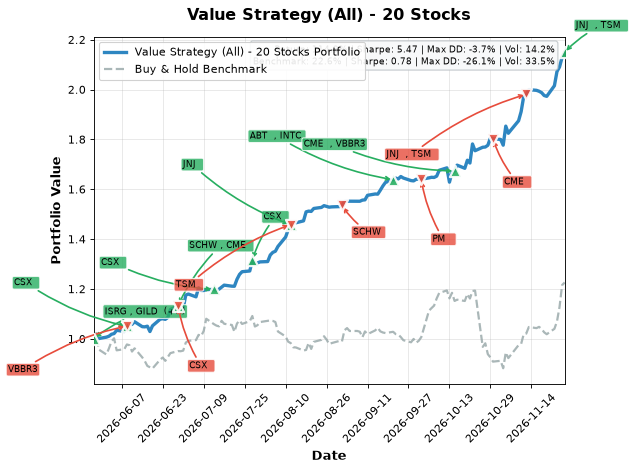 Value Strategy (All) - 20 Stocks
JNJ , TSM
Value Strategy (All) - 20 Stocks Portfolio
Buy & Hold Benchmark
Sharpe: 5.47 | Max DD: -3.7% | Vol: 14.2%
Benchmark: 22.6% | Sharpe: 0.78 | Max DD: -26.1% | Vol: 33.5%
2.2
2.0
1.8
1.6
1.4
1.2
1.0
Portfolio Value
ABT , INTC
CME , VBBR3
JNJ , TSM
JNJ
CME
CSX
SCHW
SCHW , CME
PM
CSX
TSM
CSX
ISRG , GILD
VBBR3
CSX
2026-06-07
2026-06-23
2026-07-09
2026-07-25
2026-08-10
2026-08-26
2026-09-11
2026-09-27
2026-10-13
2026-10-29
2026-11-14
Date